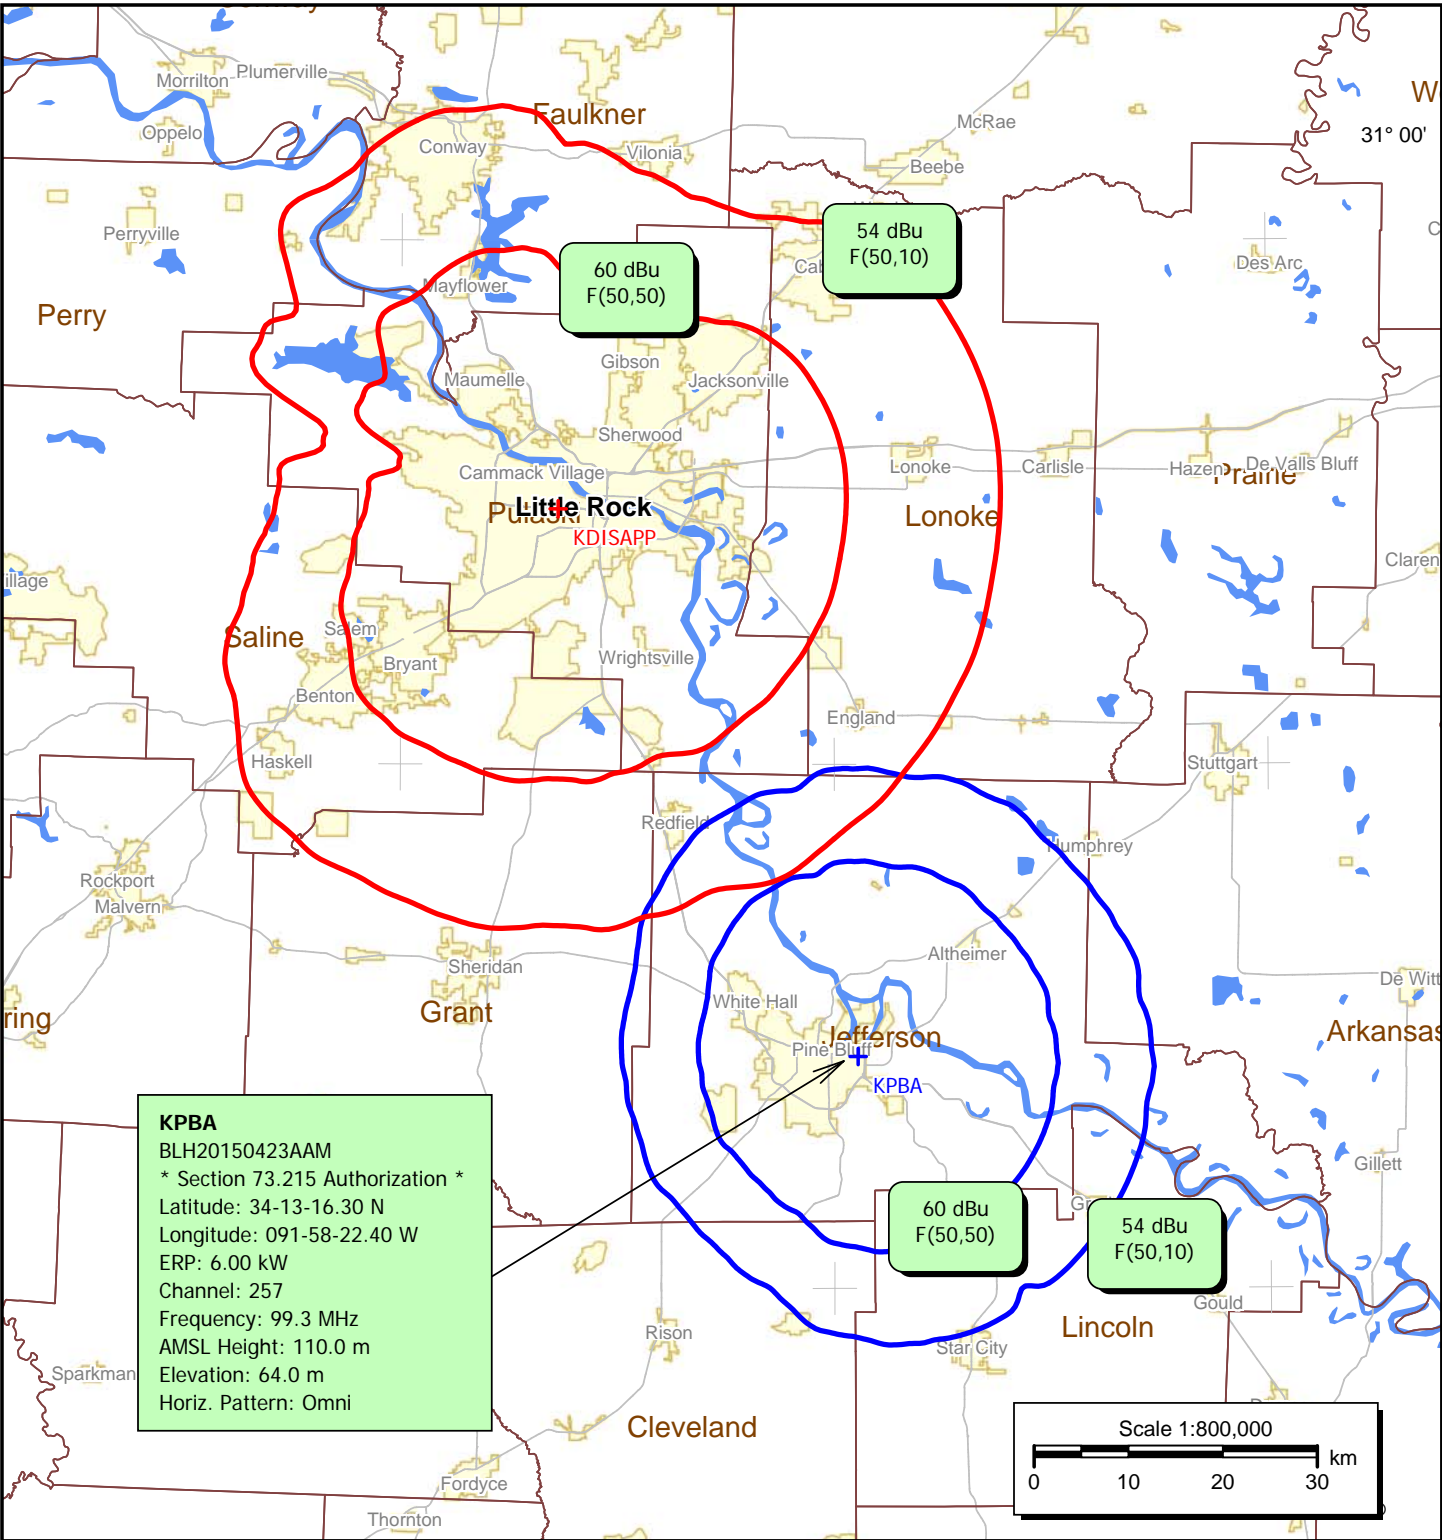 Morrilton
Plumerville
Oppelo
Conway
Faulkner
Vilonia
McRae
Beebe
31° 00'
Perryville
54 dBu
F(50,10)
60 dBu
F(50,50)
Mayflower
Des Arc
Perry
Gibson
Jacksonville
Maumelle
Sherwood
Cammack Village
Lonoke
Carlisle
Hazen
De Valls Bluff
Prairie
Pulaski
Little Rock
KDISAPP
Lonoke
Saline
Salem
Bryant
Benton
Wrightsville
England
Haskell
Stuttgart
Redfield
Humphrey
Rockport
Malvern
Sheridan
Altheimer
De Witt
White Hall
Grant
Jefferson
Pine Bluff
Arkansas
KPBA
KPBA
BLH20150423AAM
* Section 73.215 Authorization *
Latitude: 34-13-16.30 N
Longitude: 091-58-22.40 W
ERP: 6.00 kW
Channel: 257
Frequency: 99.3 MHz
AMSL Height: 110.0 m
Elevation: 64.0 m
Horiz. Pattern: Omni
Gillett
60 dBu
F(50,50)
54 dBu
F(50,10)
Gould
Lincoln
Rison
Star City
Sparkman
Cleveland
Fordyce
Thornton
Scale 1:800,000
km
0 10 20 30